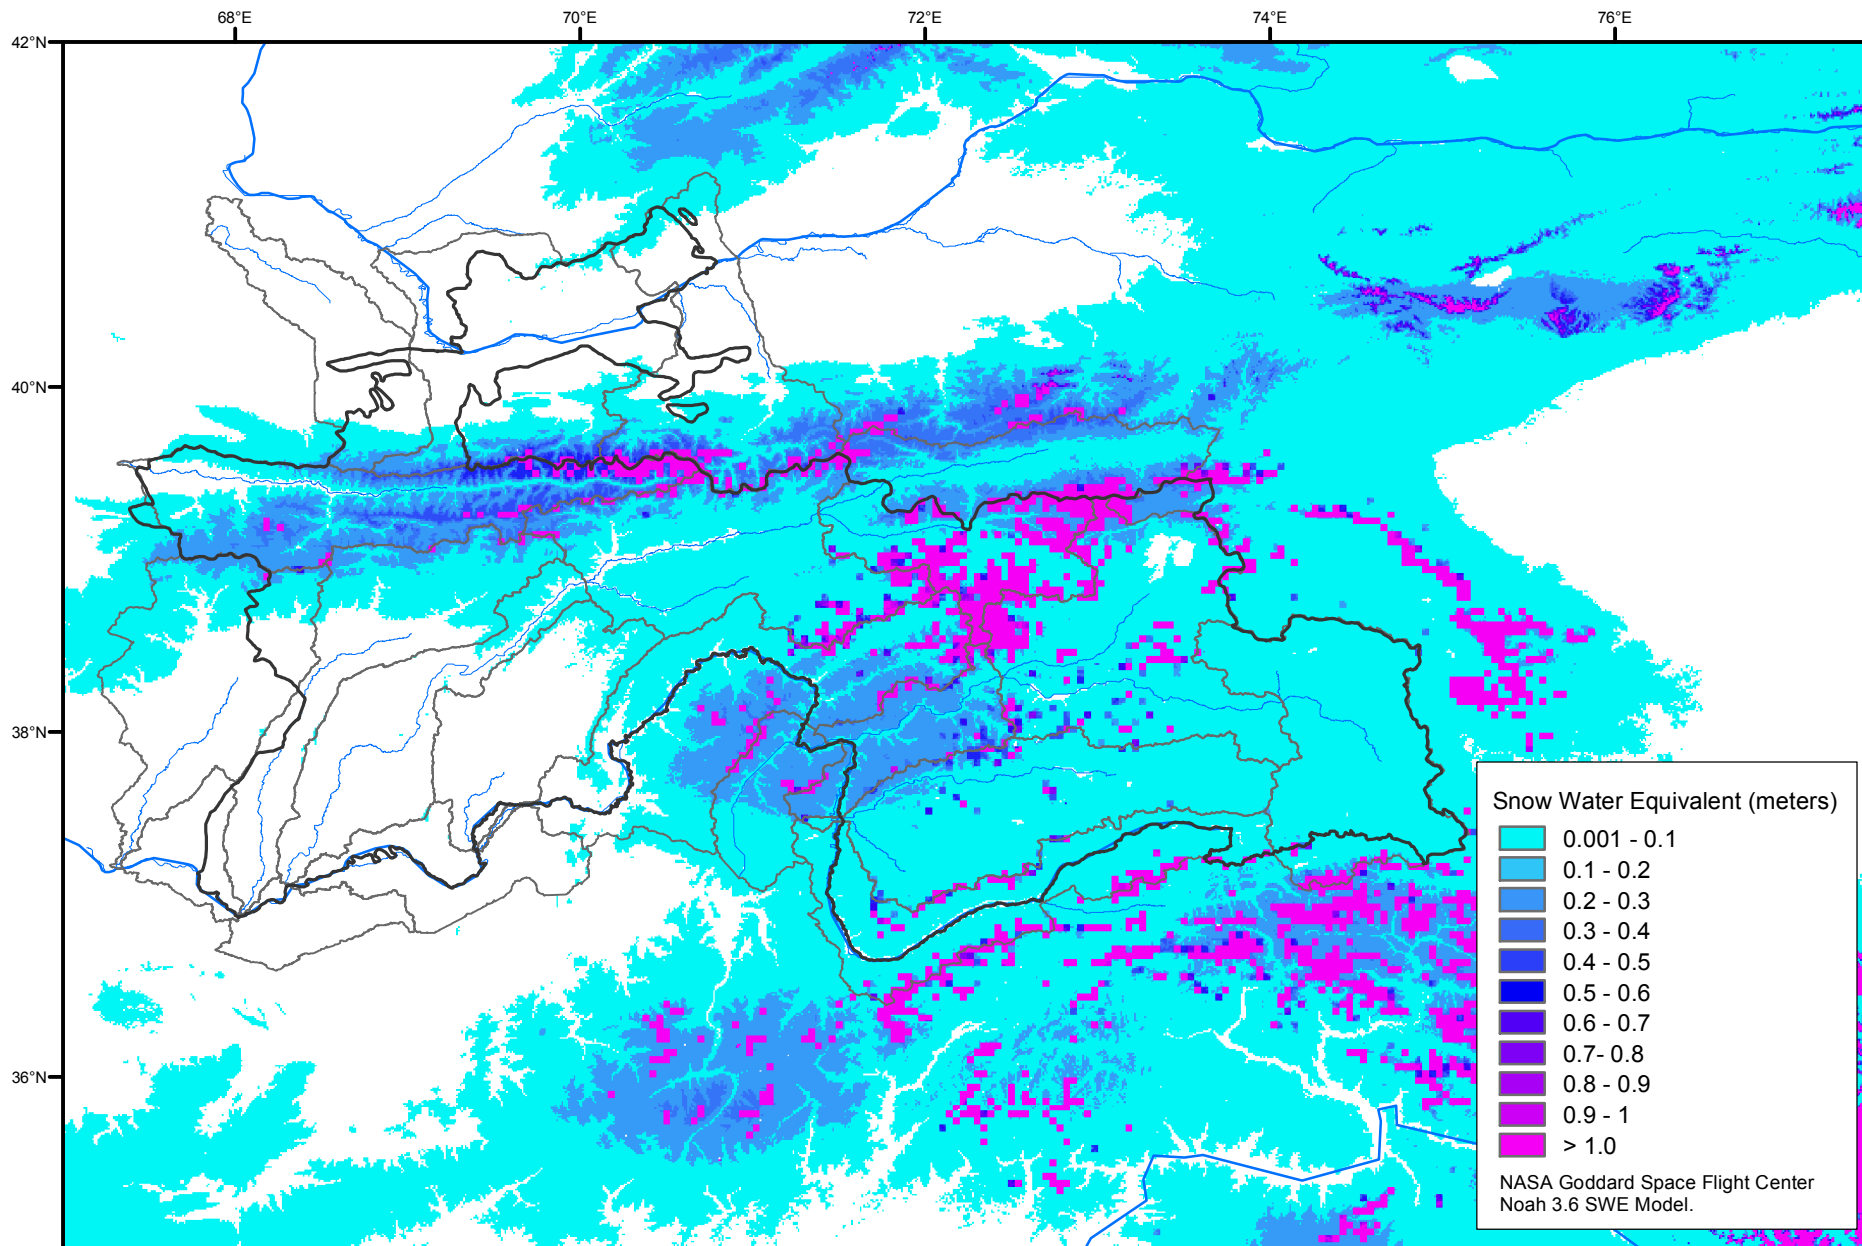 68°E 70°E 72°E 74°E 76°E
42°N
40°N
38°N
36°N
Snow Water Equivalent (meters)
0.001 - 0.1
0.1 - 0.2
0.2 - 0.3
0.3 - 0.4
0.4 - 0.5
0.5 - 0.6
0.6 - 0.7
0.7- 0.8
0.8 - 0.9
0.9 - 1
> 1.0
NASA Goddard Space Flight Center
Noah 3.6 SWE Model.